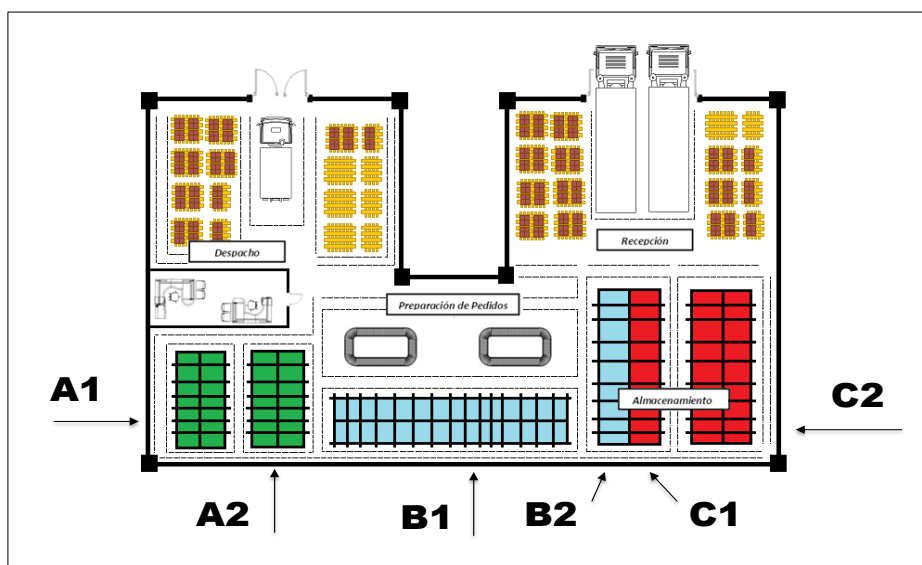 Despacho
Recepción
Preparación de Pedidos
A1
Almacenamiento
C2
A2
B1
B2
C1